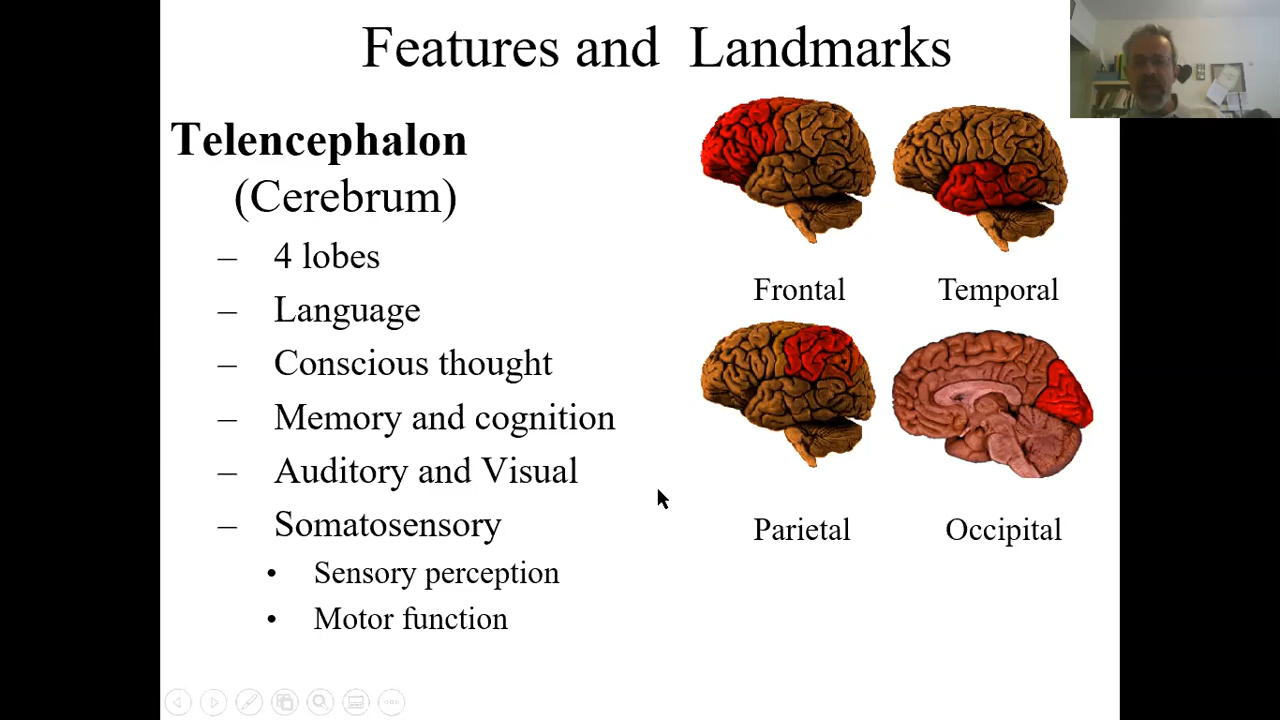 Features and Landmarks
Telencephalon
(Cerebrum)
– 4 lobes
– Language
– Conscious thought
– Memory and cognition
– Auditory and Visual
– Somatosensory
• Sensory perception
• Motor function
Frontal
Temporal
Parietal
Occipital